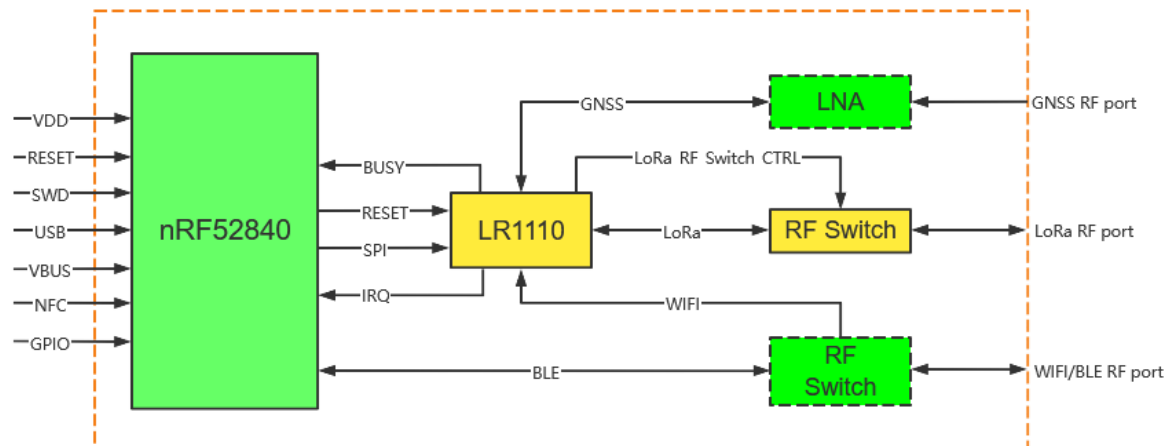 VDD
RESET
SWD
USB
VBUS
NFC
GPIO
nRF52840
BUSY
RESET
SPI
IRQ
BLE
LR1110
GNSS
LoRa RF Switch CTRL
LoRa
WIFI
LNA
RF Switch
RF
Switch
GNSS RF port
LoRa RF port
WIFI/BLE RF port